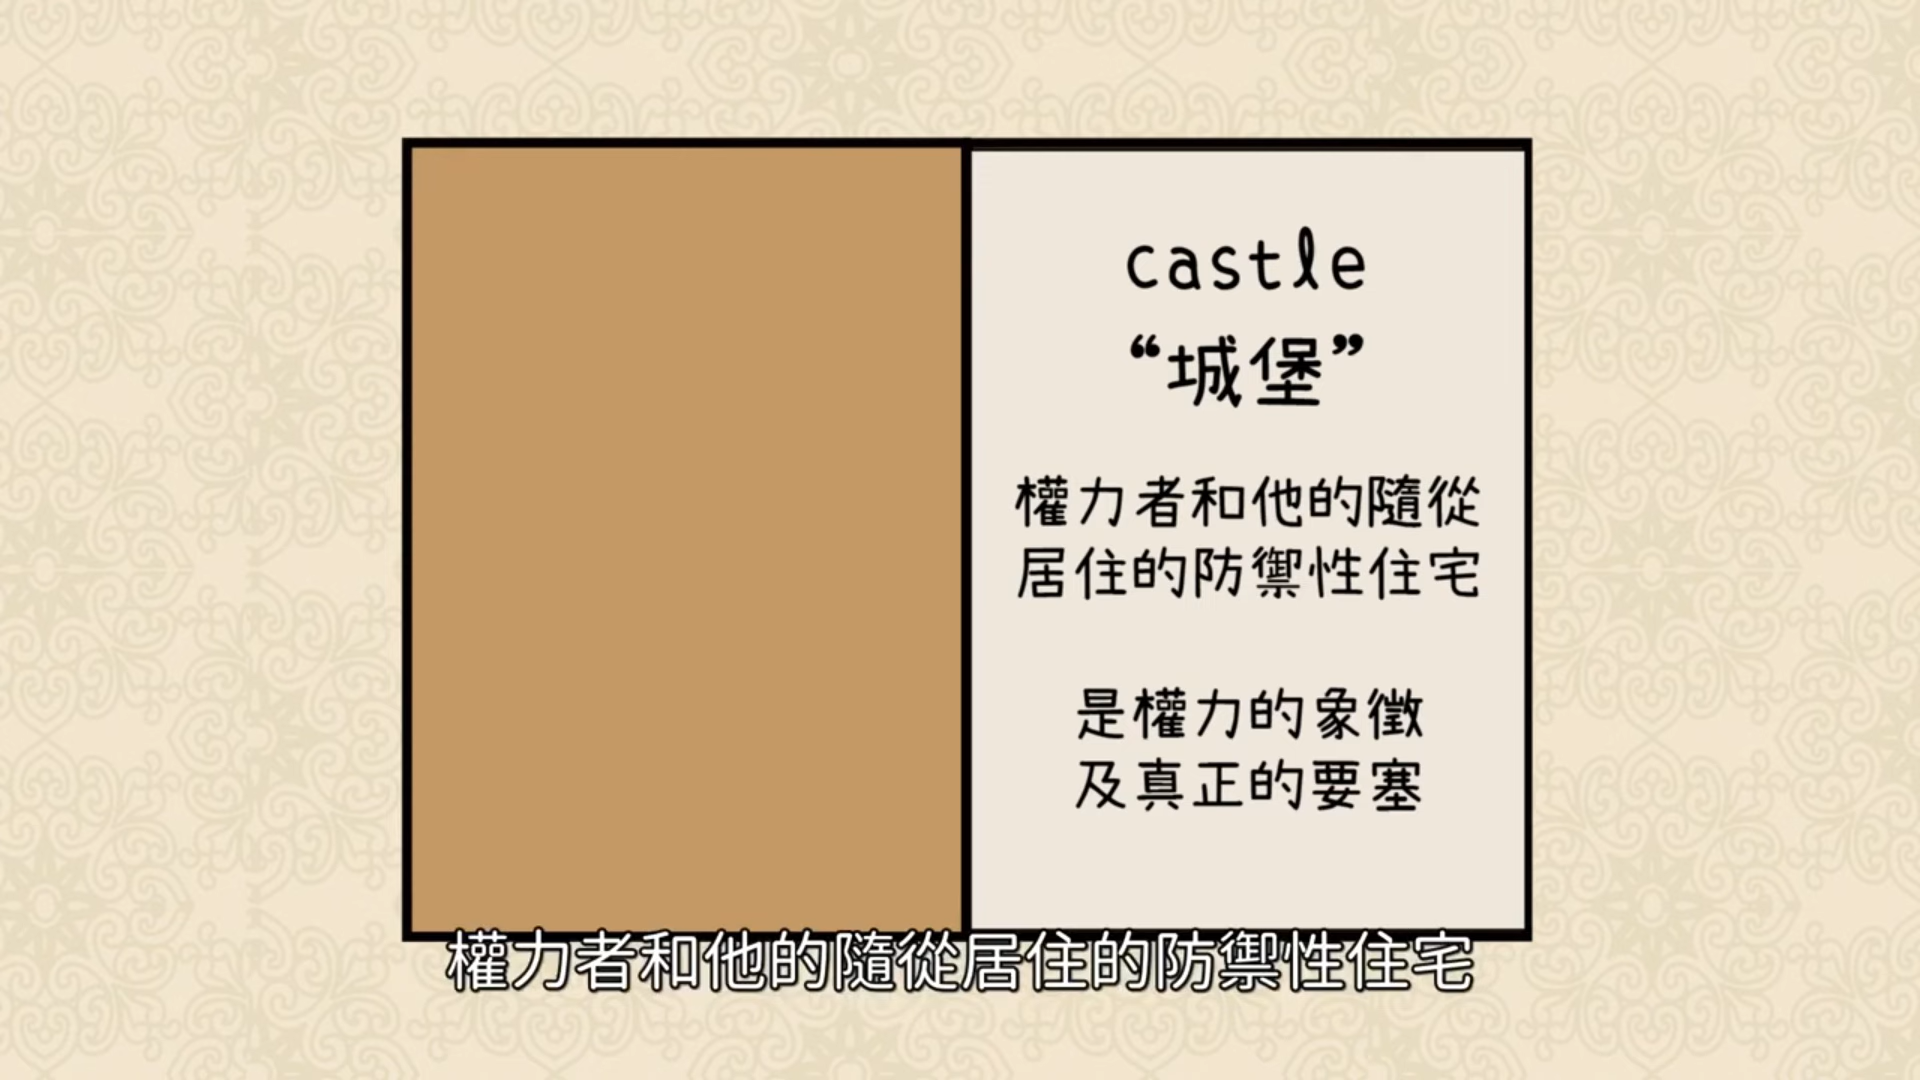 castle
“城堡”
權力者和他的隨從
居住的防禦性住宅
是權力的象徵
及真正的要塞
權力者和他的隨從居住的防禦性住宅